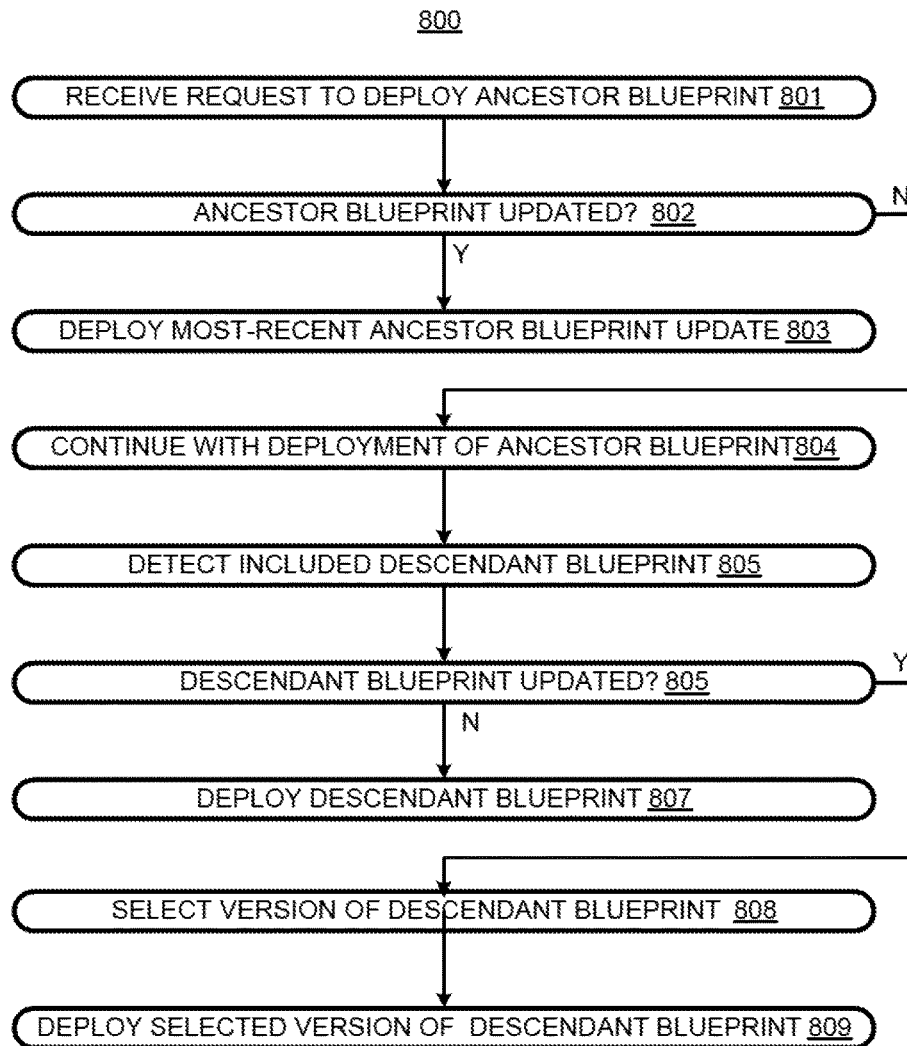 800
RECEIVE REQUEST TO DEPLOY ANCESTOR BLUEPRINT 801
ANCESTOR BLUEPRINT UPDATED? 802
N
Y
DEPLOY MOST-RECENT ANCESTOR BLUEPRINT UPDATE 803
CONTINUE WITH DEPLOYMENT OF ANCESTOR BLUEPRINT804
DETECT INCLUDED DESCENDANT BLUEPRINT 805
DESCENDANT BLUEPRINT UPDATED? 805
Y
N
DEPLOY DESCENDANT BLUEPRINT 807
SELECT VERSION OF DESCENDANT BLUEPRINT 808
DEPLOY SELECTED VERSION OF DESCENDANT BLUEPRINT 809